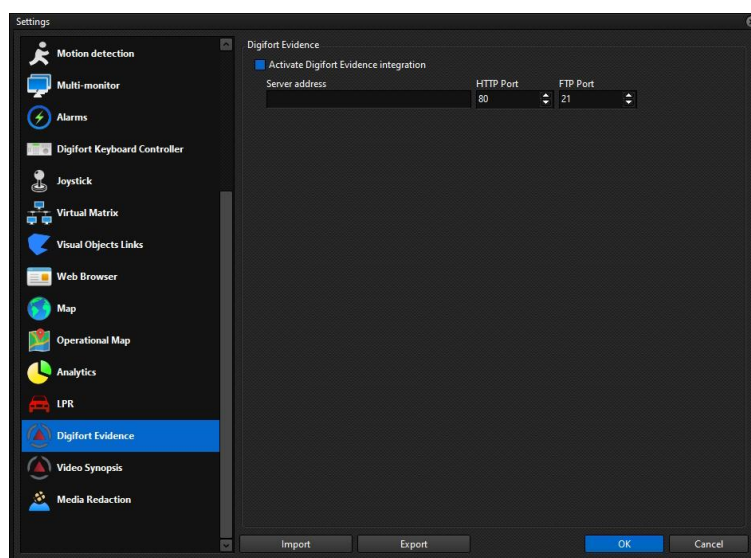 Settings
Motion detection
Multi-monitor
Alarms
Digifort Keyboard Controller
Joystick
Virtual Matrix
Visual Objects Links
Web Browser
Map
Operational Map
Analytics
LPR
Digifort Evidence
Video Synopsis
Media Redaction
Digifort Evidence
Activate Digifort Evidence integration
Server address HTTP Port FTP Port
80 21
Import Export OK Cancel